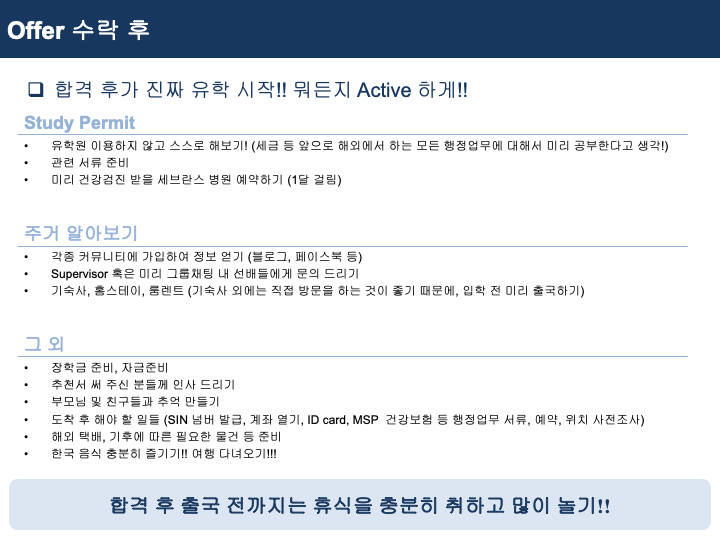 Offer 수락 후
❑ 합격 후가 진짜 유학 시작!! 뭐든지 Active 하게!!
Study Permit
• 유학원 이용하지 않고 스스로 해보기! (세금 등 앞으로 해외에서 하는 모든 행정업무에 대해서 미리 공부한다고 생각!)
• 관련 서류 준비
• 미리 건강검진 받을 세브란스 병원 예약하기 (1달 걸림)
주거 알아보기
• 각종 커뮤니티에 가입하여 정보 얻기 (블로그, 페이스북 등)
• Supervisor 혹은 미리 그룹채팅 내 선배들에게 문의 드리기
• 기숙사, 홈스테이, 룸렌트 (기숙사 외에는 직접 방문을 하는 것이 좋기 때문에, 입학 전 미리 출국하기)
그 외
• 장학금 준비, 자금준비
• 추천서 써 주신 분들께 인사 드리기
• 부모님 및 친구들과 추억 만들기
• 도착 후 해야 할 일들 (SIN 넘버 발급, 계좌 열기, ID card, MSP 건강보험 등 행정업무 서류, 예약, 위치 사전조사)
• 해외 택배, 기후에 따른 필요한 물건 등 준비
• 한국 음식 충분히 즐기기!! 여행 다녀오기!!!
합격 후 출국 전까지는 휴식을 충분히 취하고 많이 놀기!!